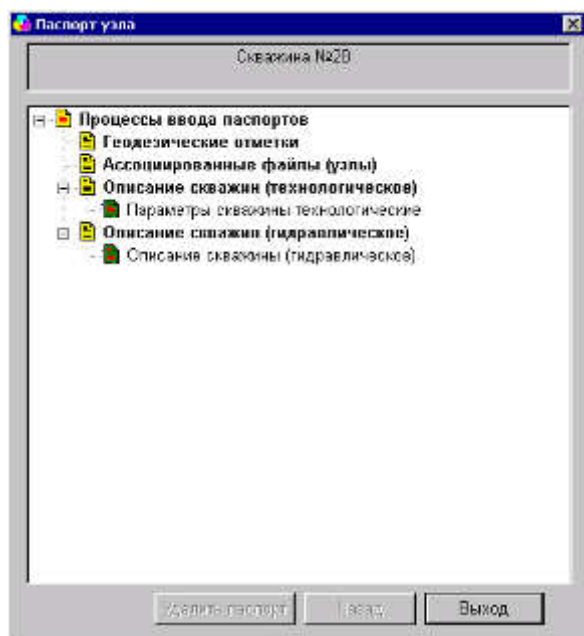 Паспорт узла
Скважина №20
Процессы ввода паспортов
Геодезические отметки
Ассоциированные файлы (узлы)
Описание скважин (технологическое)
Параметры скважины технологические
Описание скважин (гидравлическое)
Описание скважины (гидравлическое)
Удалить паспорт
Назад
Выход